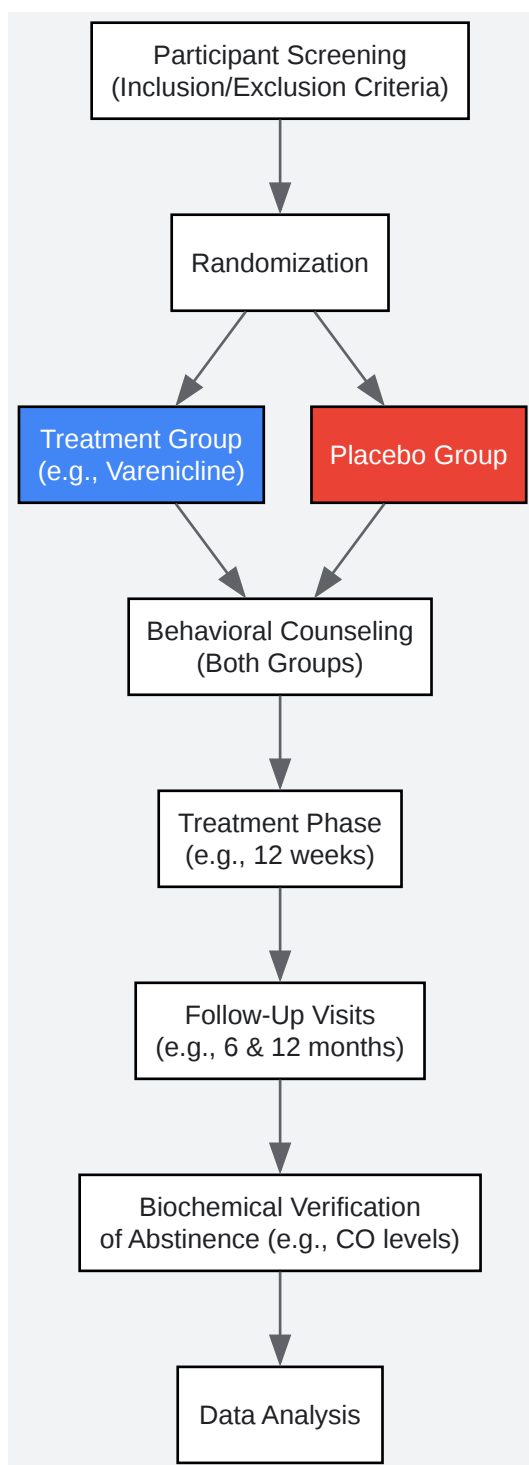 Participant Screening
(Inclusion/Exclusion Criteria)
Randomization
Treatment Group
(e.g., Varenicline)
Placebo Group
Behavioral Counseling
(Both Groups)
Treatment Phase
(e.g., 12 weeks)
Follow-Up Visits
(e.g., 6 & 12 months)
Biochemical Verification
of Abstinence (e.g., CO levels)
Data Analysis